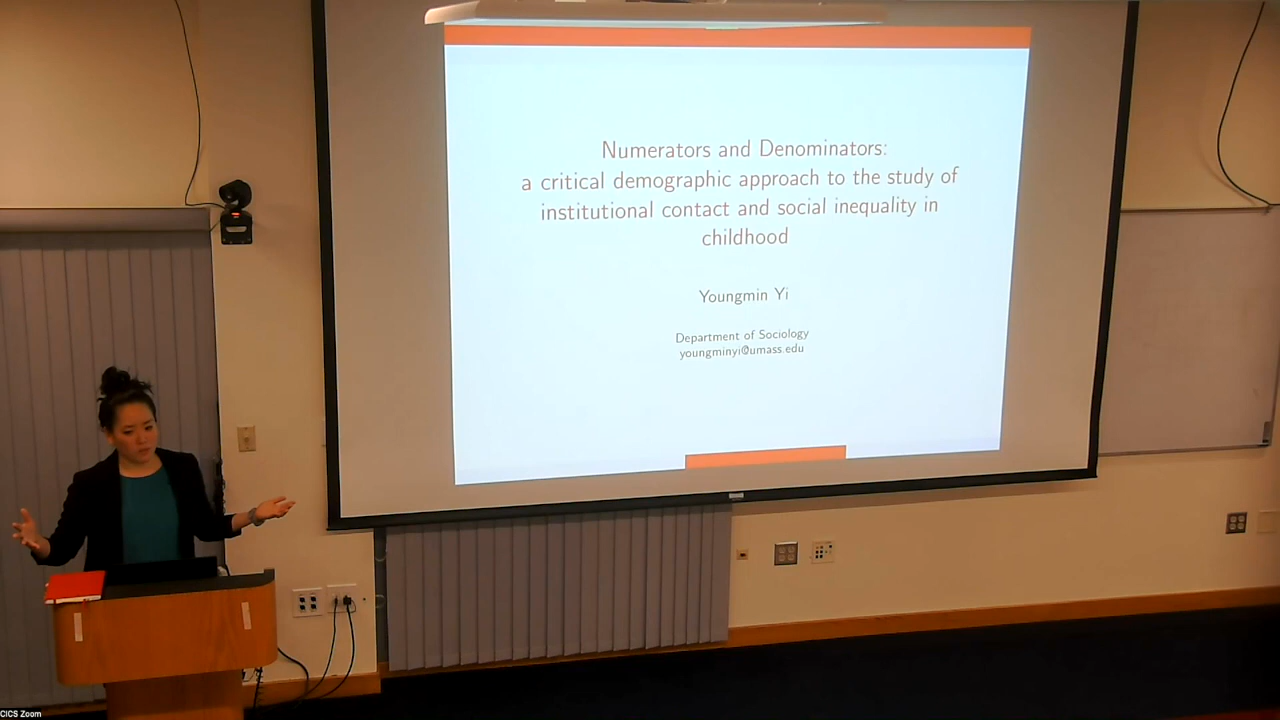 Numerators and Denominators:
a critical demographic approach to the study of
institutional contact and social inequality in
childhood
Youngmin Yi
Department of Sociology
youngminyi@umass.edu
CICS Zoom